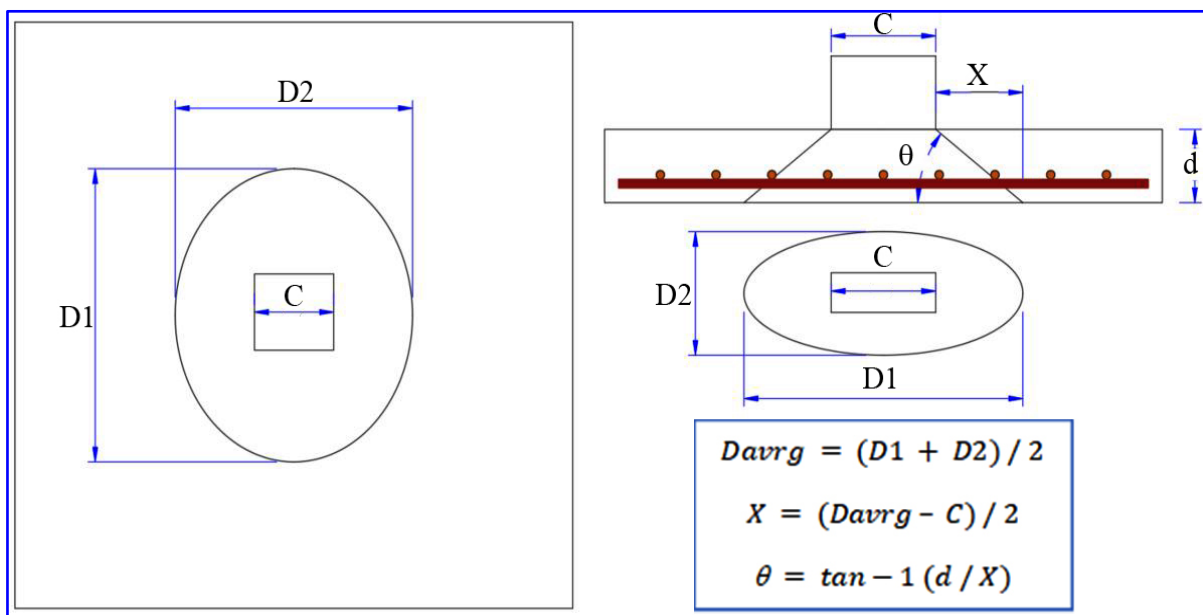 D2
D1
C
C
X
θ
d
C
D2
D1
Davrg = (D1 + D2)/ 2
X = (Davrg – C)/ 2
θ = tan – 1 (d / X)